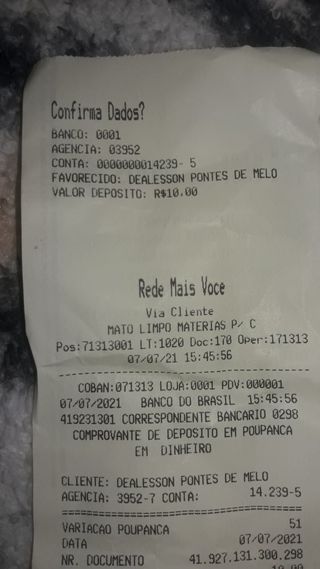 Confirma Dados?
BANCO: 0001
AGENCIA: 03952
CONTA: 0000000014239- 5
FAVORECIDO: DEALESSON PONTES DE MELO
VALOR DEPOSITO: R$10.00
Rede Mais Voce
Via Cliente
MATO LIMPO MATERIAS P/ C
Pos:71313001 LT:1020 Doc:170 Oper:171313
07/07/21 15:45:56
COBAN:071313 LOJA:0001 PDV:000001
07/07/2021 BANCO DO BRASIL 15:45:56
419231301 CORRESPONDENTE BANCARIO 0298
COMPROVANTE DE DEPOSITO EM POUPANCA
EM DINHEIRO
CLIENTE: DEALESSON PONTES DE MELO
AGENCIA: 3952-7 CONTA: 14.239-5
VARIACAO POUPANCA 51
DATA 07/07/2021
NR. DOCUMENTO 41.927.131.300.298